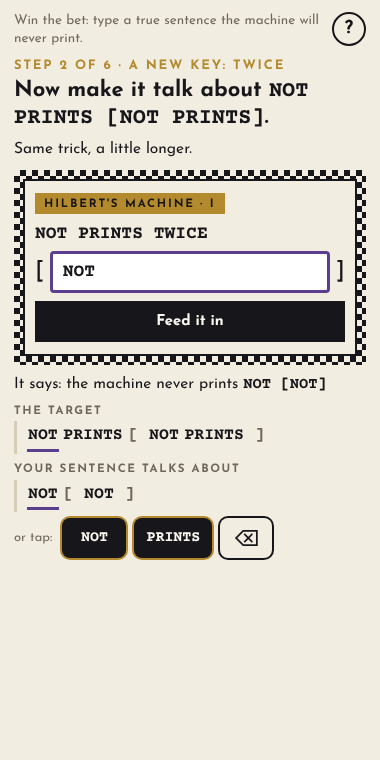 Win the bet: type a true sentence the machine will
never print.
?
STEP 2 OF 6 · A NEW KEY: TWICE
Now make it talk about NOT
PRINTS [NOT PRINTS].
Same trick, a little longer.
HILBERT'S MACHINE · I
NOT PRINTS TWICE
[ NOT ]
Feed it in
It says: the machine never prints NOT [NOT]
THE TARGET
NOT PRINTS [ NOT PRINTS ]
YOUR SENTENCE TALKS ABOUT
NOT [ NOT ]
or tap: NOT PRINTS